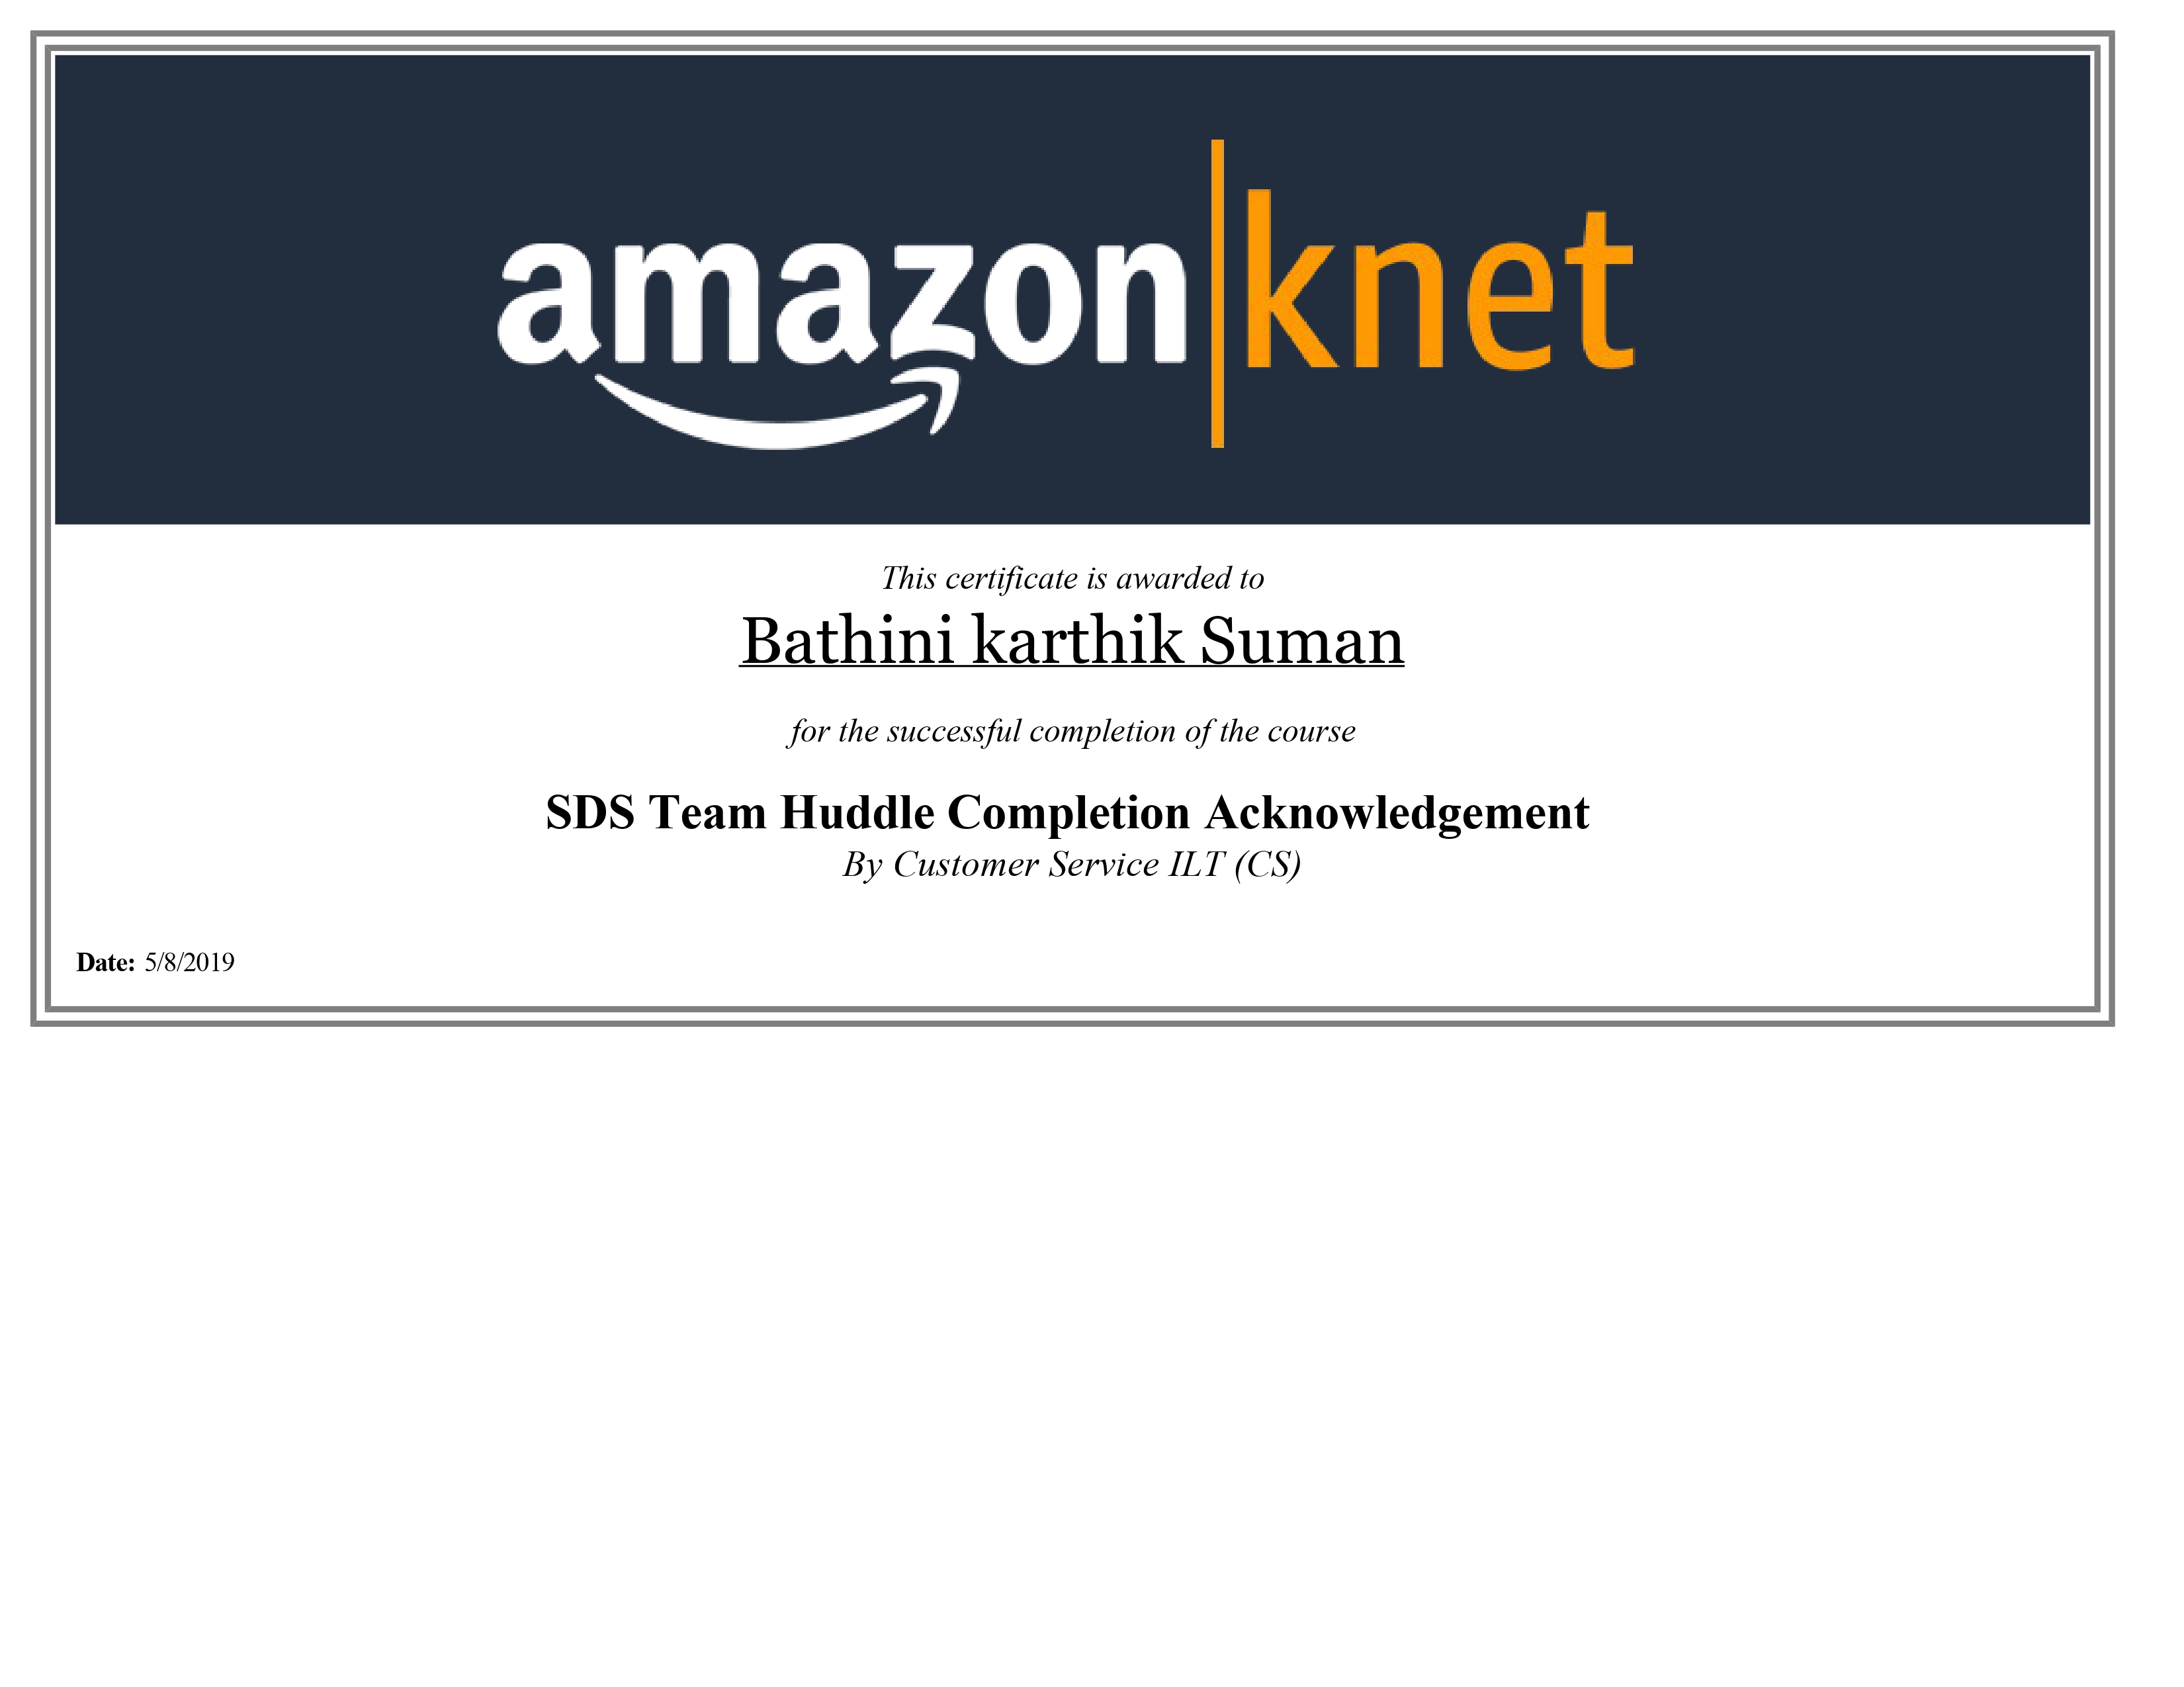 amazon|knet
This certificate is awarded to
Bathini karthik Suman
for the successful completion of the course
SDS Team Huddle Completion Acknowledgement
By Customer Service ILT (CS)
Date: 5/8/2019